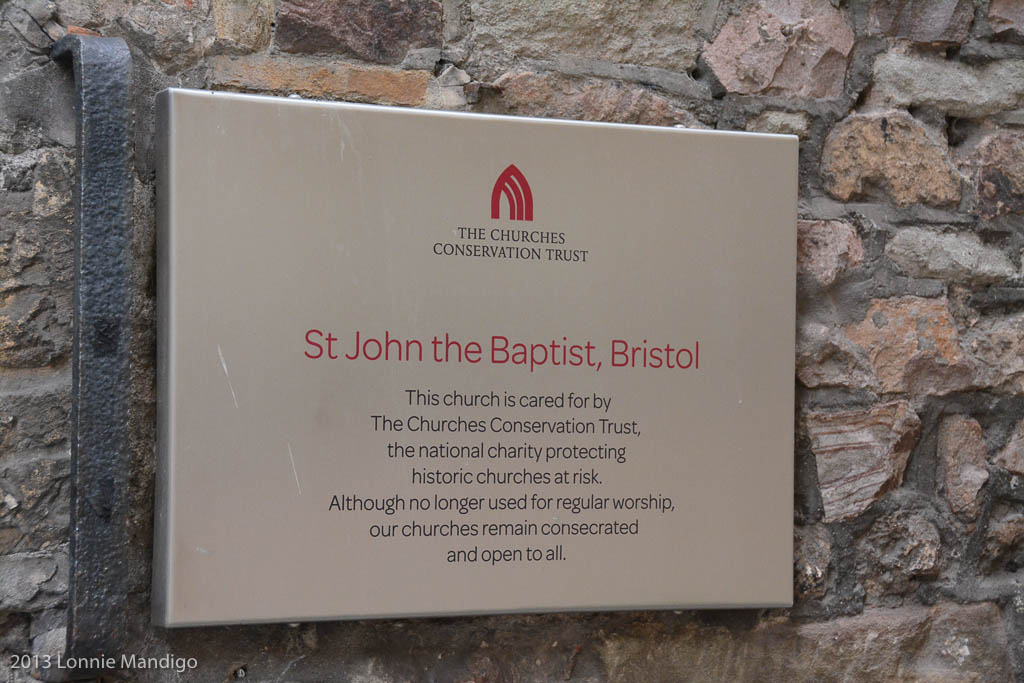 THE CHURCHES
CONSERVATION TRUST
St John the Baptist, Bristol
This church is cared for by
The Churches Conservation Trust,
the national charity protecting
historic churches at risk.
Although no longer used for regular worship,
our churches remain consecrated
and open to all.
2013 Lonnie Mandigo